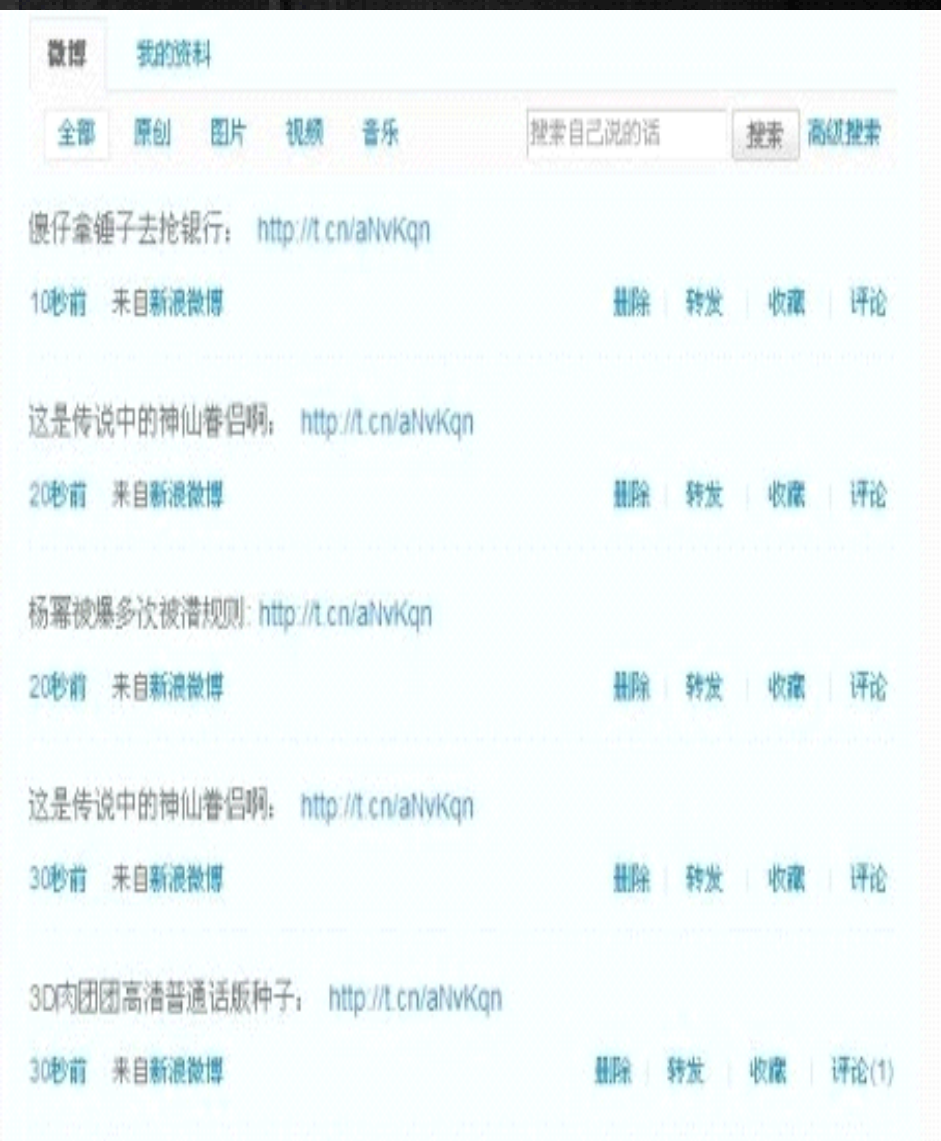 微博 我的资料
全部 原创 图片 视频 音乐 搜索自己说的话 搜索 高级搜索
傻仔拿锤子去抢银行： http://t.cn/aNvKqn
10秒前 来自新浪微博 删除 转发 收藏 评论
这是传说中的神仙眷侣啊： http://t.cn/aNvKqn
20秒前 来自新浪微博 删除 转发 收藏 评论
杨幂被爆多次被潜规则: http://t.cn/aNvKqn
20秒前 来自新浪微博 删除 转发 收藏 评论
这是传说中的神仙眷侣啊： http://t.cn/aNvKqn
30秒前 来自新浪微博 删除 转发 收藏 评论
3D肉团团高清普通话版种子： http://t.cn/aNvKqn
30秒前 来自新浪微博 删除 转发 收藏 评论(1)